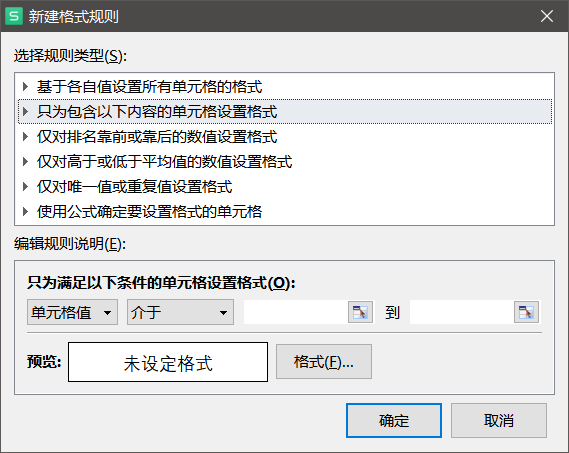 S 新建格式规则
选择规则类型(S):
基于各自值设置所有单元格的格式
只为包含以下内容的单元格设置格式
仅对排名靠前或靠后的数值设置格式
仅对高于或低于平均值的数值设置格式
仅对唯一值或重复值设置格式
使用公式确定要设置格式的单元格
编辑规则说明(E):
只为满足以下条件的单元格设置格式(O):
单元格值 介于 到
预览: 未设定格式 格式(F)...
确定 取消